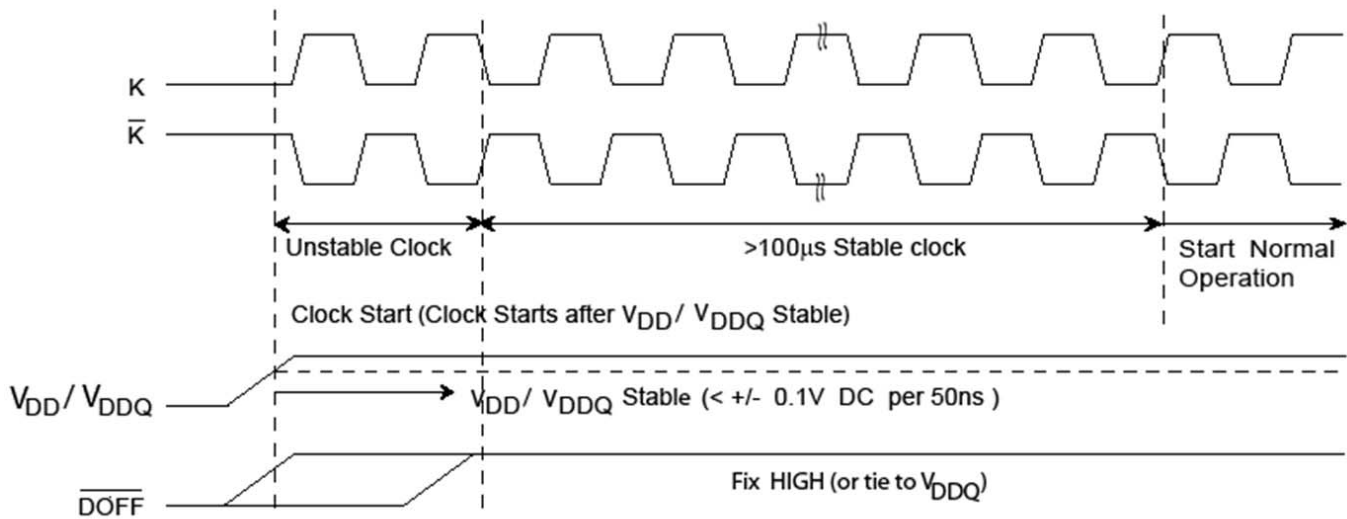 K
K̅
Unstable Clock
>100μs Stable clock
Start Normal
Operation
Clock Start (Clock Starts after VDD/ VDDQ Stable)
VDD/ VDDQ
VDD/ VDDQ Stable (< +/- 0.1V DC per 50ns )
D̅O̅F̅F̅
Fix HIGH (or tie to VDDQ)